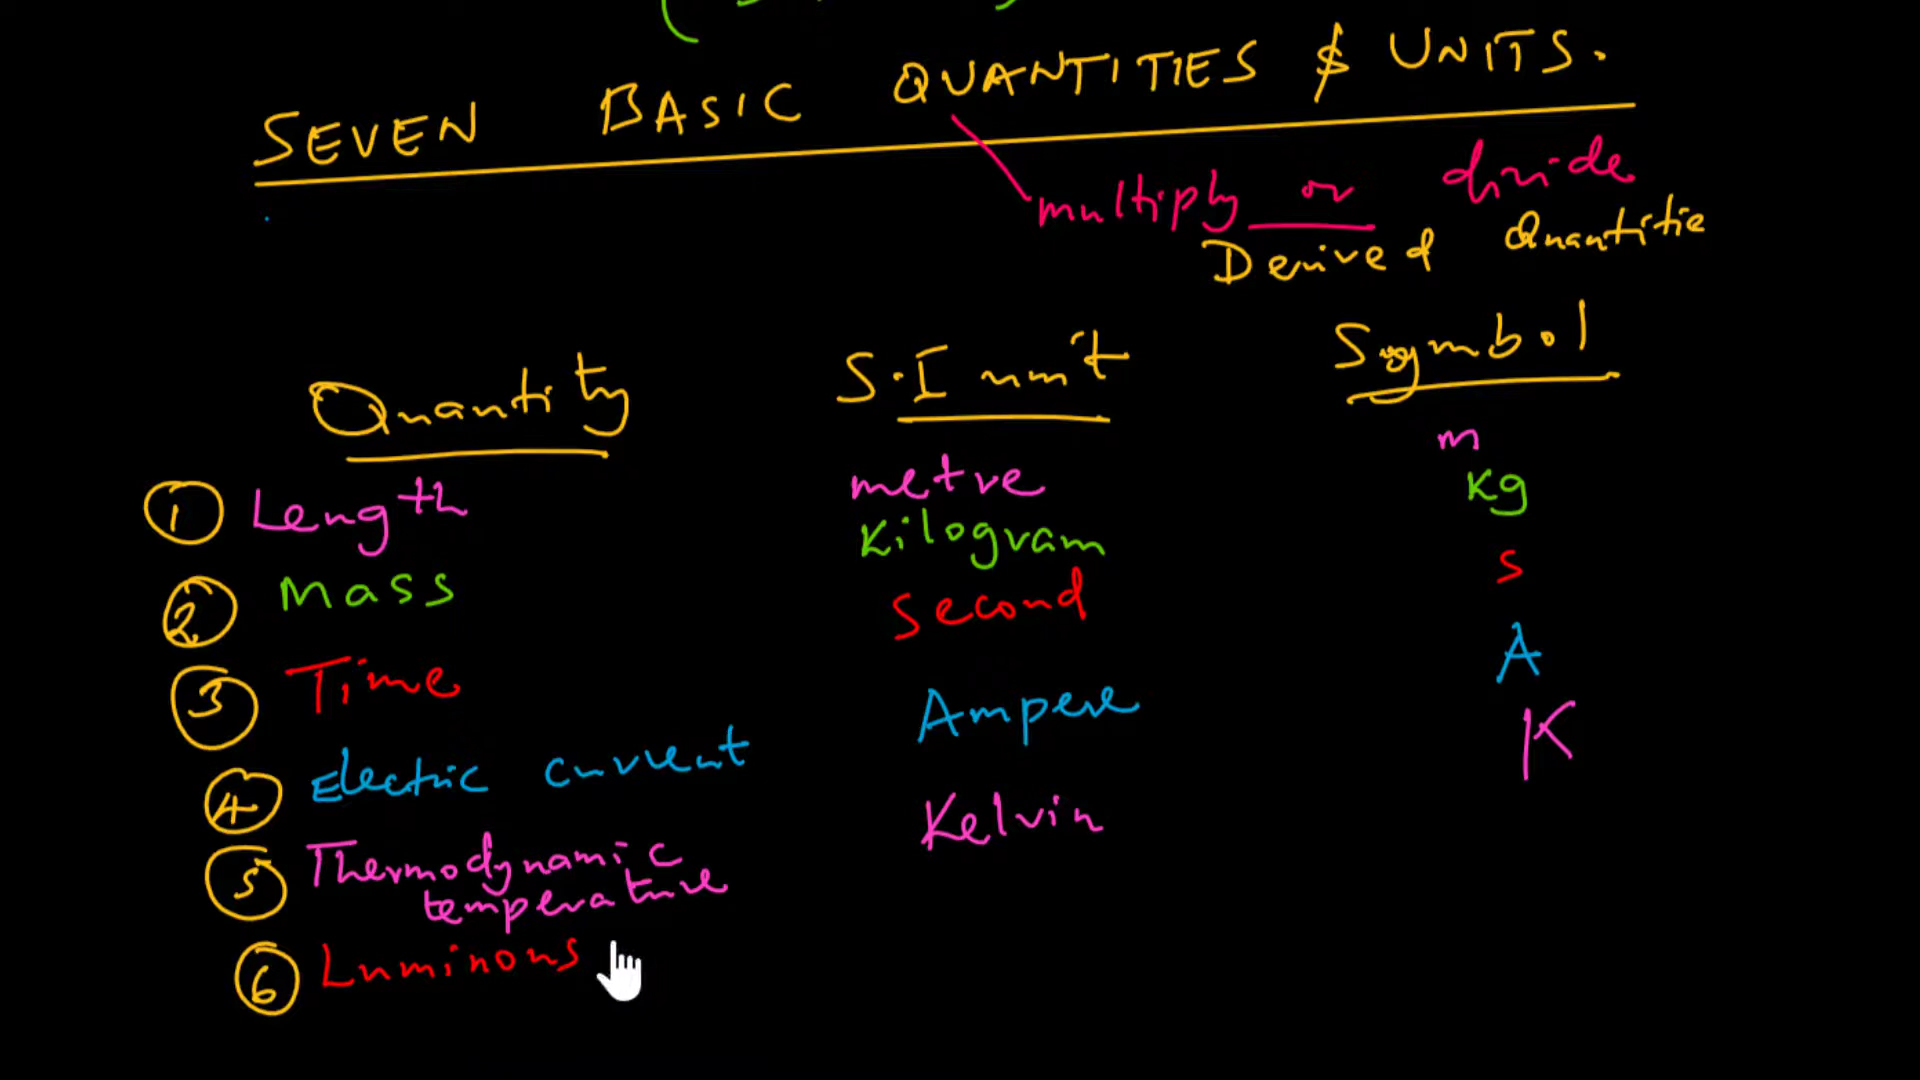 SEVEN BASIC QUANTITIES & UNITS.
multiply or divide
Derived Quantitie
Quantity S.I unit Symbol
1 Length metre m
2 Mass Kilogram kg
3 Time Second s
4 Electric current Ampere A
5 Thermodynamic temperature Kelvin K
6 Luminous